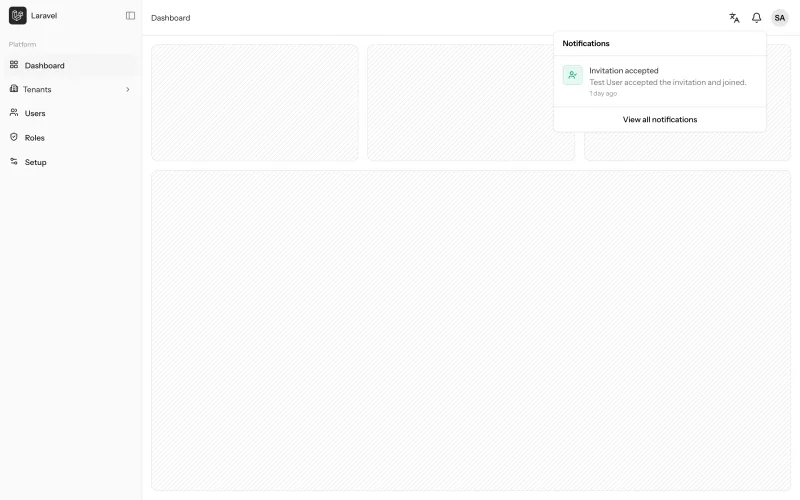 Laravel
Dashboard
SA
Platform
Dashboard
Tenants
Users
Roles
Setup
Notifications
Invitation accepted
Test User accepted the invitation and joined.
1 day ago
View all notifications